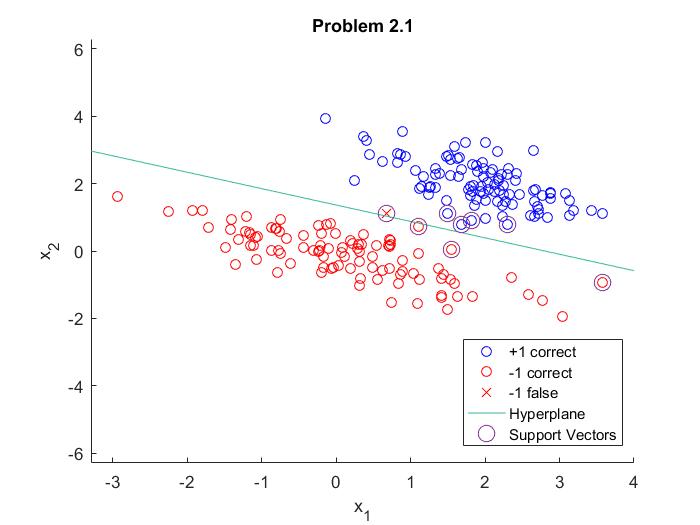 Problem 2.1
6
4
2
0
-2
-4
-6
x2
-3
-2
-1
0
1
2
3
4
x1
+1 correct
-1 correct
-1 false
Hyperplane
Support Vectors